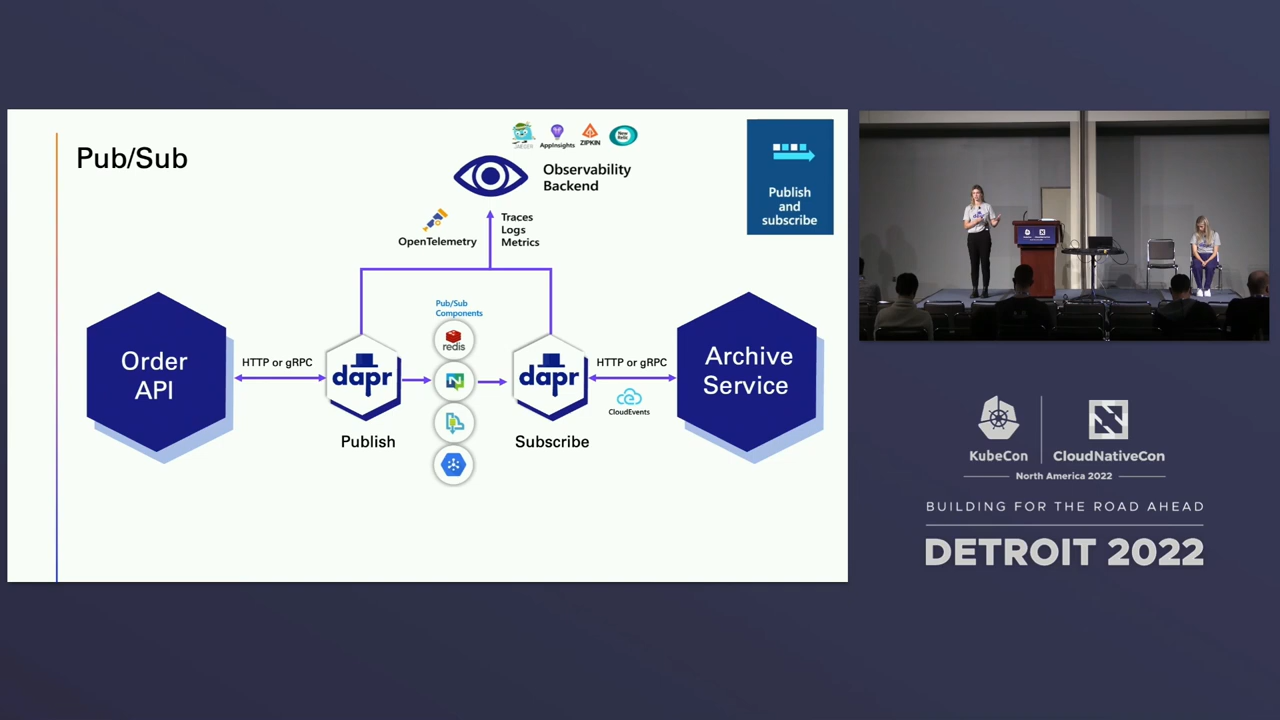 Pub/Sub
JAEGER
AppInsights
ZIPKIN
New
Relic
Observability
Backend
Publish
and
subscribe
OpenTelemetry
Traces
Logs
Metrics
Order
API
HTTP or gRPC
dapr
Publish
Pub/Sub
Components
redis
dapr
Subscribe
HTTP or gRPC
CloudEvents
Archive
Service
KubeCon
CloudNativeCon
North America 2022
BUILDING FOR THE ROAD AHEAD
DETROIT 2022